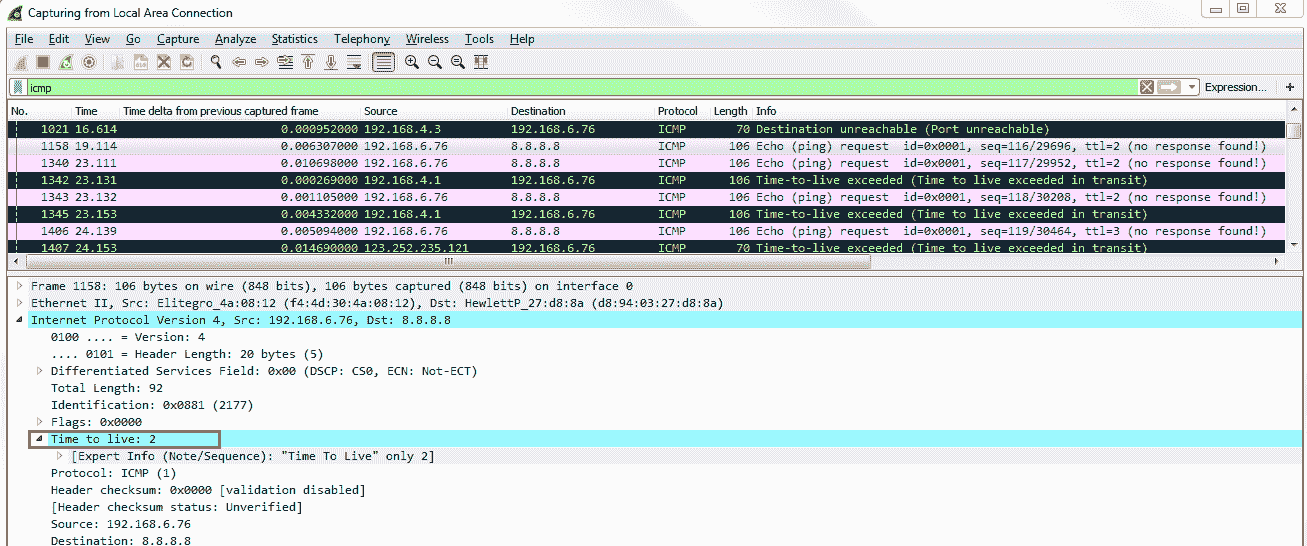 Capturing from Local Area Connection
File Edit View Go Capture Analyze Statistics Telephony Wireless Tools Help
icmp Expression... +
No. Time Time delta from previous captured frame Source Destination Protocol Length Info
1021 16.614 0.000952000 192.168.4.3 192.168.6.76 ICMP 70 Destination unreachable (Port unreachable)
1158 19.114 0.006307000 192.168.6.76 8.8.8.8 ICMP 106 Echo (ping) request id=0x0001, seq=116/29696, ttl=2 (no response found!)
1340 23.111 0.010698000 192.168.6.76 8.8.8.8 ICMP 106 Echo (ping) request id=0x0001, seq=117/29952, ttl=2 (no response found!)
1342 23.131 0.000269000 192.168.4.1 192.168.6.76 ICMP 106 Time-to-live exceeded (Time to live exceeded in transit)
1343 23.132 0.001105000 192.168.6.76 8.8.8.8 ICMP 106 Echo (ping) request id=0x0001, seq=118/30208, ttl=2 (no response found!)
1345 23.153 0.004332000 192.168.4.1 192.168.6.76 ICMP 106 Time-to-live exceeded (Time to live exceeded in transit)
1406 24.139 0.005094000 192.168.6.76 8.8.8.8 ICMP 106 Echo (ping) request id=0x0001, seq=119/30464, ttl=3 (no response found!)
1407 24.153 0.014690000 123.252.235.121 192.168.6.76 ICMP 70 Time-to-live exceeded (Time to live exceeded in transit)
Frame 1158: 106 bytes on wire (848 bits), 106 bytes captured (848 bits) on interface 0
Ethernet II, Src: Elitegro_4a:08:12 (f4:4d:30:4a:08:12), Dst: HewlettP_27:d8:8a (d8:94:03:27:d8:8a)
Internet Protocol Version 4, Src: 192.168.6.76, Dst: 8.8.8.8
0100 .... = Version: 4
.... 0101 = Header Length: 20 bytes (5)
Differentiated Services Field: 0x00 (DSCP: CS0, ECN: Not-ECT)
Total Length: 92
Identification: 0x0881 (2177)
Flags: 0x0000
Time to live: 2
[Expert Info (Note/Sequence): "Time To Live" only 2]
Protocol: ICMP (1)
Header checksum: 0x0000 [validation disabled]
[Header checksum status: Unverified]
Source: 192.168.6.76
Destination: 8.8.8.8